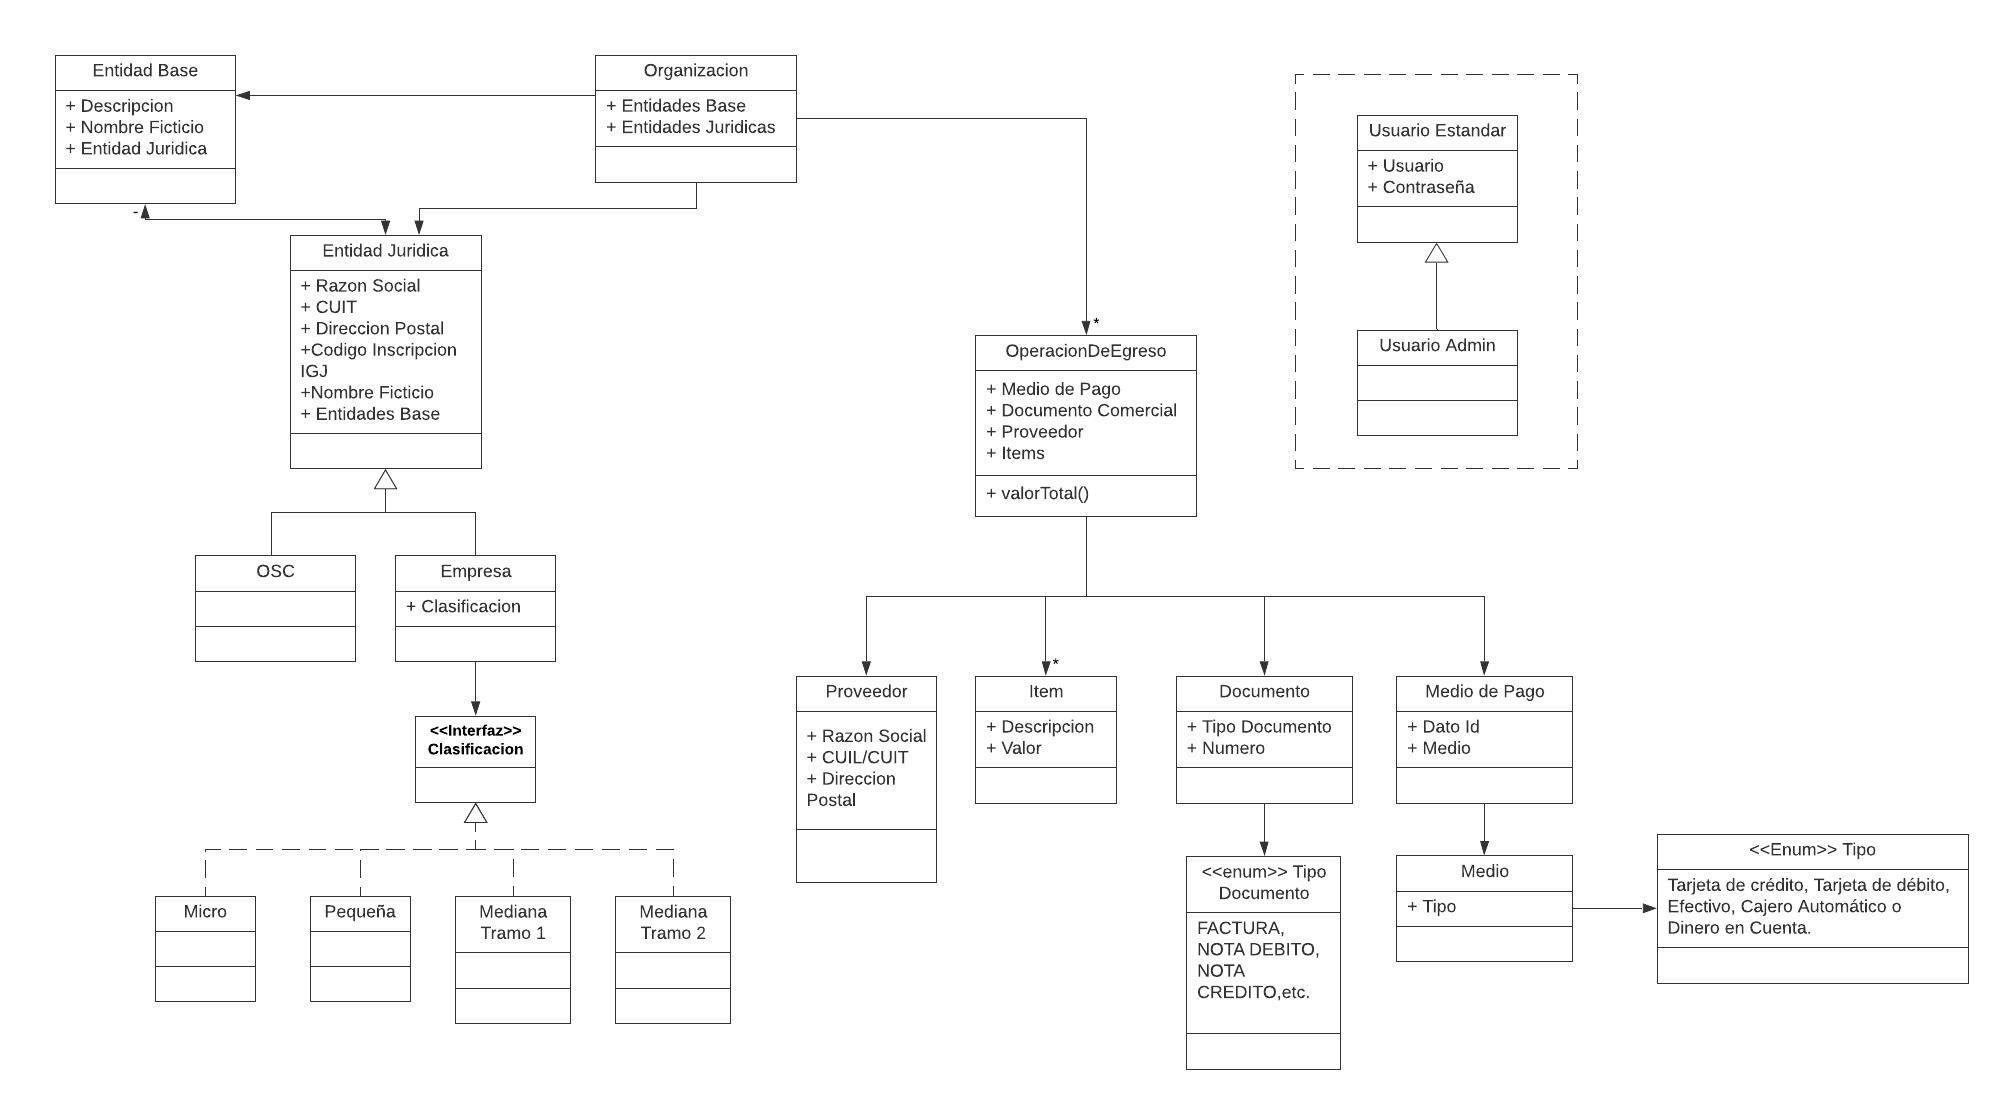 Entidad Base
+ Descripcion
+ Nombre Ficticio
+ Entidad Juridica
-
Organizacion
+ Entidades Base
+ Entidades Juridicas
Usuario Estandar
+ Usuario
+ Contraseña
Usuario Admin
Entidad Juridica
+ Razon Social
+ CUIT
+ Direccion Postal
+Codigo Inscripcion
IGJ
+Nombre Ficticio
+ Entidades Base
*
OperacionDeEgreso
+ Medio de Pago
+ Documento Comercial
+ Proveedor
+ Items
+ valorTotal()
OSC
Empresa
+ Clasificacion
<<Interfaz>>
Clasificacion
Micro
Pequeña
Mediana
Tramo 1
Mediana
Tramo 2
Proveedor
+ Razon Social
+ CUIL/CUIT
+ Direccion
Postal
*
Item
+ Descripcion
+ Valor
Documento
+ Tipo Documento
+ Numero
Medio de Pago
+ Dato Id
+ Medio
<<enum>> Tipo
Documento
FACTURA,
NOTA DEBITO,
NOTA
CREDITO,etc.
Medio
+ Tipo
<<Enum>> Tipo
Tarjeta de crédito, Tarjeta de débito,
Efectivo, Cajero Automático o
Dinero en Cuenta.